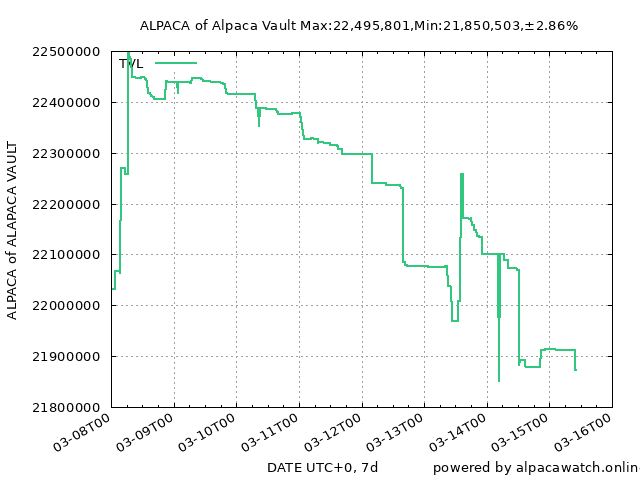 ALPACA of Alpaca Vault Max:22,495,801,Min:21,850,503,±2.86%
TVL
22500000
22400000
22300000
22200000
22100000
22000000
21900000
21800000
ALPACA of ALAPACA VAULT
03-08T00
03-09T00
03-10T00
03-11T00
03-12T00
03-13T00
03-14T00
03-15T00
03-16T00
DATE UTC+0, 7d
powered by alpacawatch.onlin